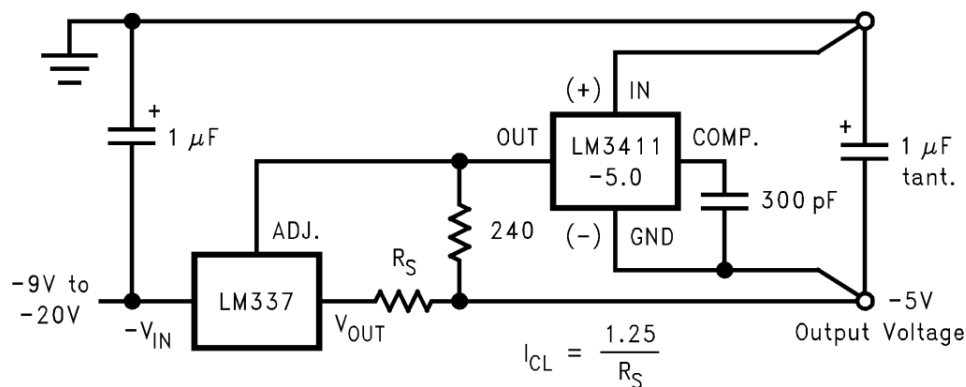 +
1 μF
(+) IN
OUT
LM3411
-5.0
COMP.
+
1 μF
tant.
300 pF
(-) GND
240
ADJ.
-9V to
-20V
LM337
R_S
-V_IN
V_OUT
-5V
Output Voltage
I_CL = 1.25 / R_S